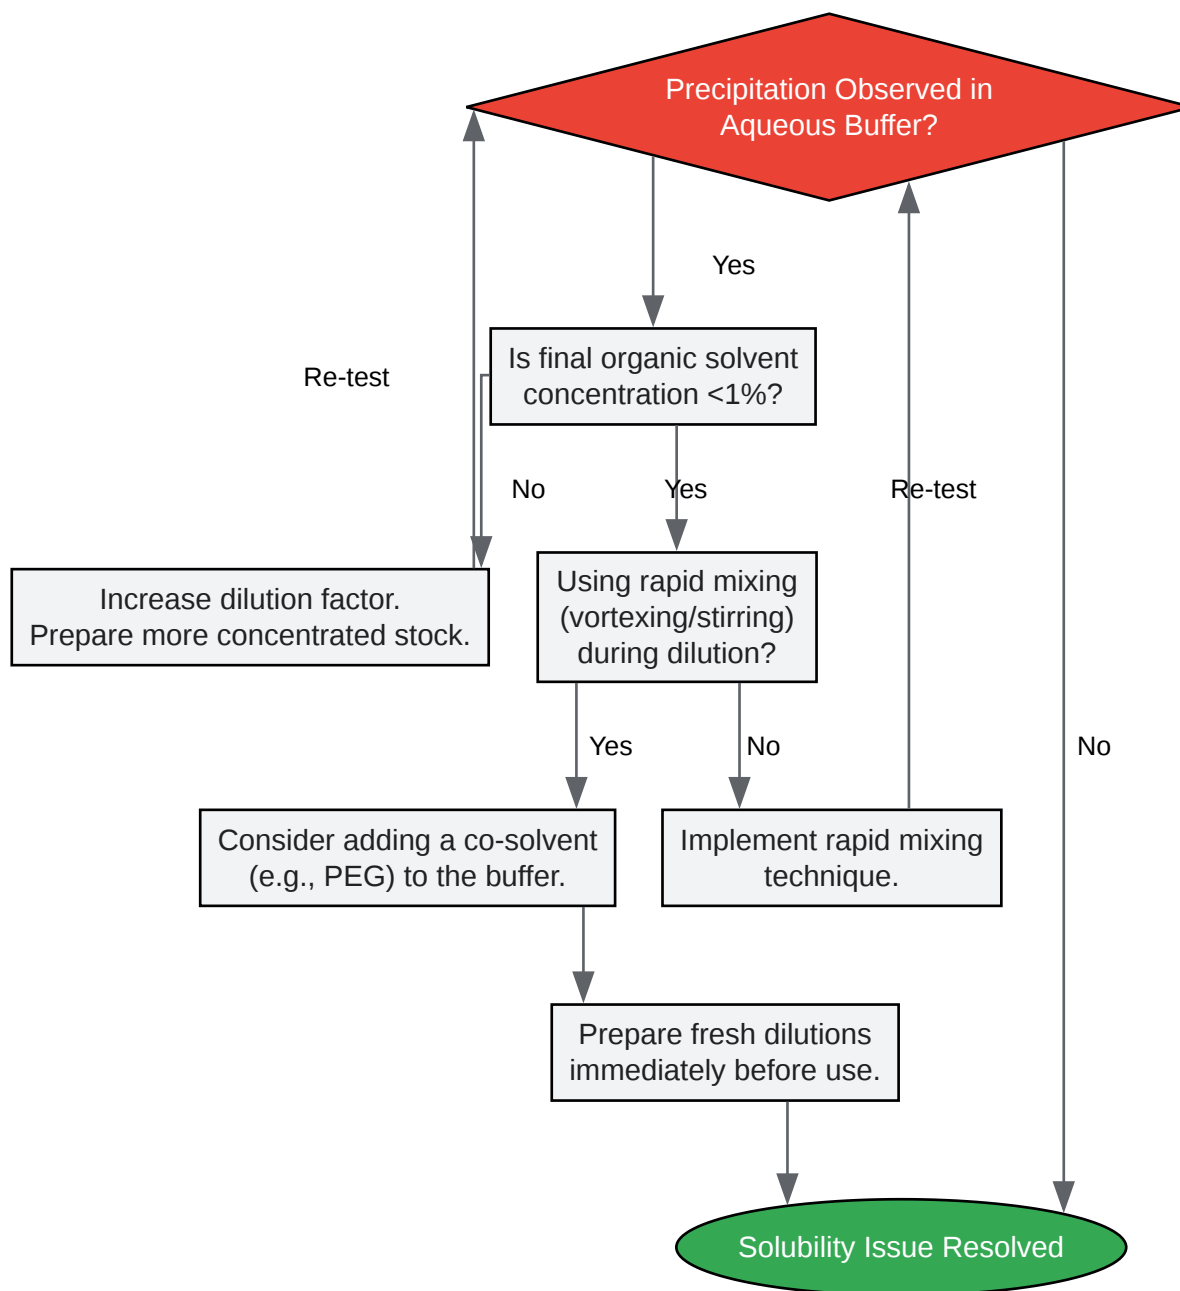 Precipitation Observed in
Aqueous Buffer?
Yes
Is final organic solvent
concentration <1%?
Re-test
No
Yes
Re-test
Increase dilution factor.
Prepare more concentrated stock.
Using rapid mixing
(vortexing/stirring)
during dilution?
Yes
No
No
Consider adding a co-solvent
(e.g., PEG) to the buffer.
Implement rapid mixing
technique.
Prepare fresh dilutions
immediately before use.
Solubility Issue Resolved